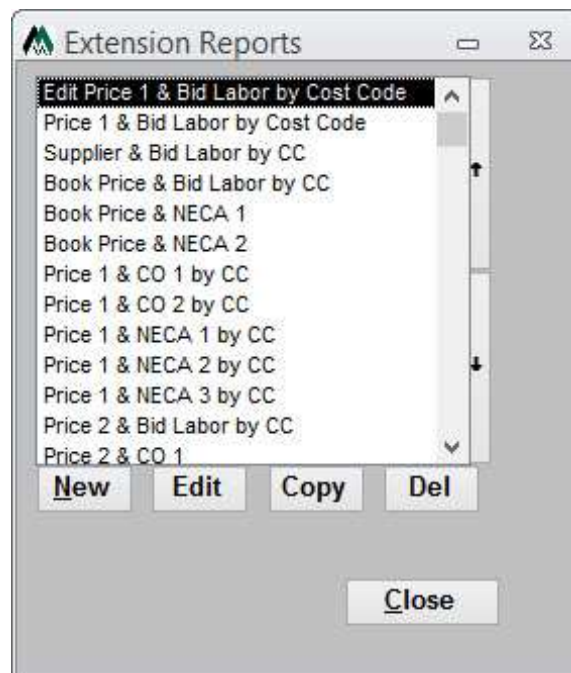 Extension Reports
Edit Price 1 & Bid Labor by Cost Code
Price 1 & Bid Labor by Cost Code
Supplier & Bid Labor by CC
Book Price & Bid Labor by CC
Book Price & NECA 1
Book Price & NECA 2
Price 1 & CO 1 by CC
Price 1 & CO 2 by CC
Price 1 & NECA 1 by CC
Price 1 & NECA 2 by CC
Price 1 & NECA 3 by CC
Price 2 & Bid Labor by CC
Price 2 & CO 1
New Edit Copy Del
Close